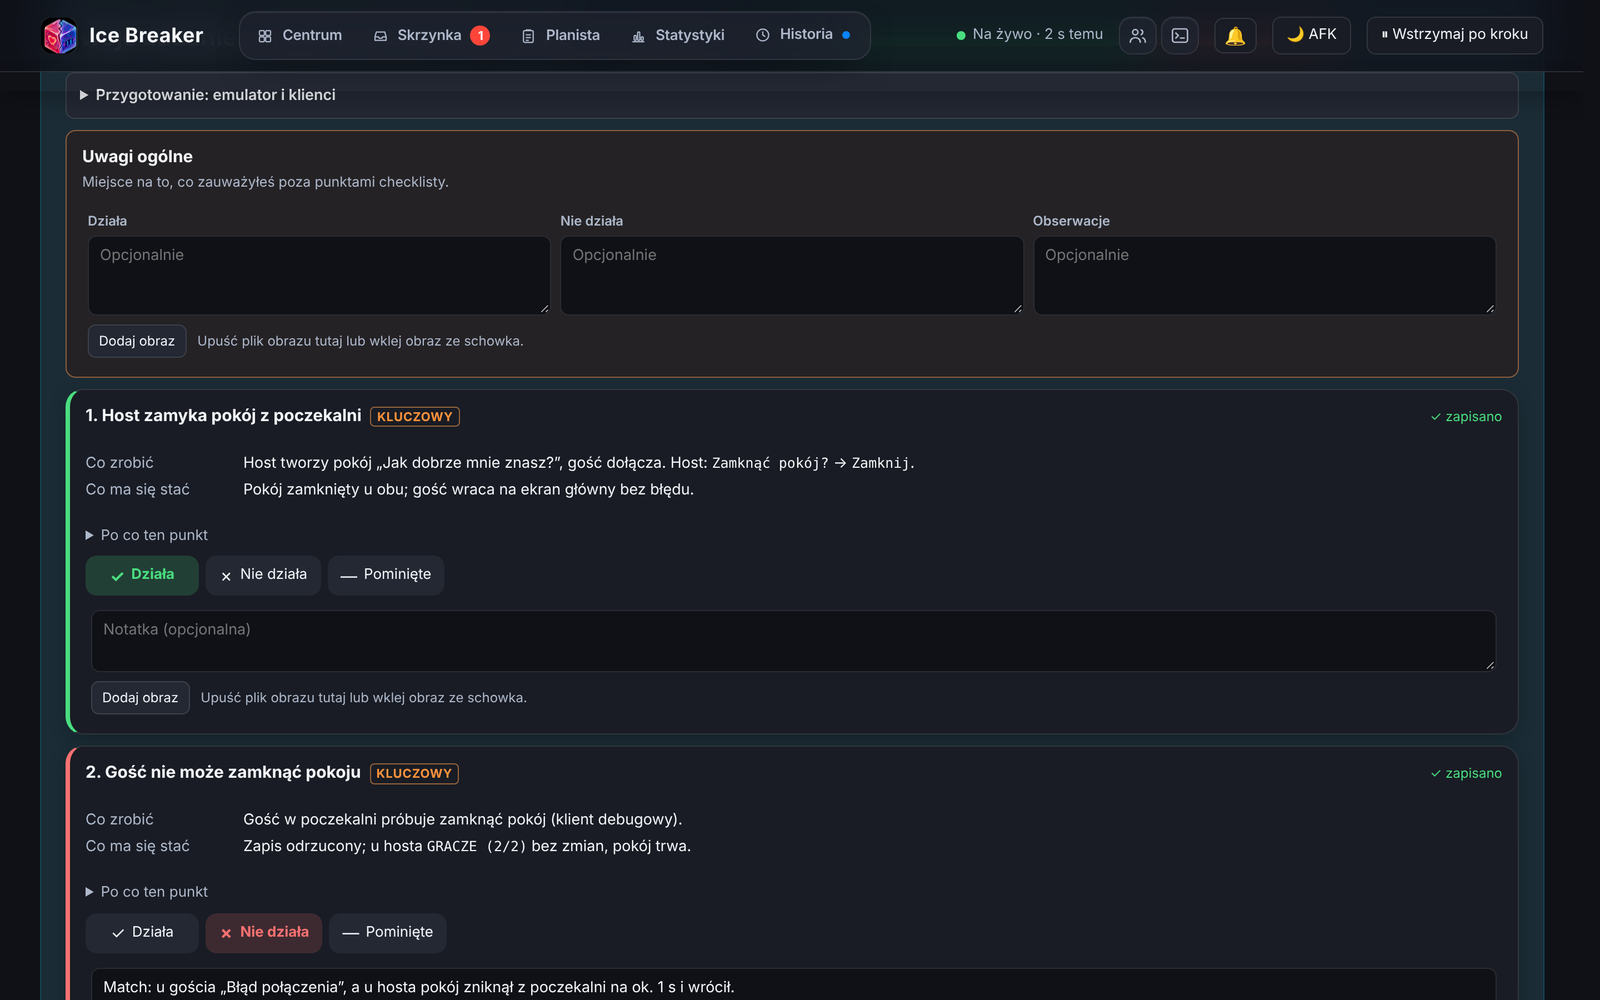 Ice Breaker
Centrum
Skrzynka 1
Planista
Statystyki
Historia
Na żywo · 2 s temu
AFK
Wstrzymaj po kroku
Przygotowanie: emulator i klienci
Uwagi ogólne
Miejsce na to, co zauważyłeś poza punktami checklisty.
Działa
Nie działa
Obserwacje
Opcjonalnie
Opcjonalnie
Opcjonalnie
Dodaj obraz
Upuść plik obrazu tutaj lub wklej obraz ze schowka.
1. Host zamyka pokój z poczekalni KLUCZOWY
✓ zapisano
Co zrobić Host tworzy pokój „Jak dobrze mnie znasz?”, gość dołącza. Host: Zamknąć pokój? → Zamknij.
Co ma się stać Pokój zamknięty u obu; gość wraca na ekran główny bez błędu.
Po co ten punkt
✓ Działa
× Nie działa
— Pominięte
Notatka (opcjonalna)
Dodaj obraz
Upuść plik obrazu tutaj lub wklej obraz ze schowka.
2. Gość nie może zamknąć pokoju KLUCZOWY
✓ zapisano
Co zrobić Gość w poczekalni próbuje zamknąć pokój (klient debugowy).
Co ma się stać Zapis odrzucony; u hosta GRACZE (2/2) bez zmian, pokój trwa.
Po co ten punkt
✓ Działa
× Nie działa
— Pominięte
Match: u gościa „Błąd połączenia”, a u hosta pokój zniknął z poczekalni na ok. 1 s i wrócił.